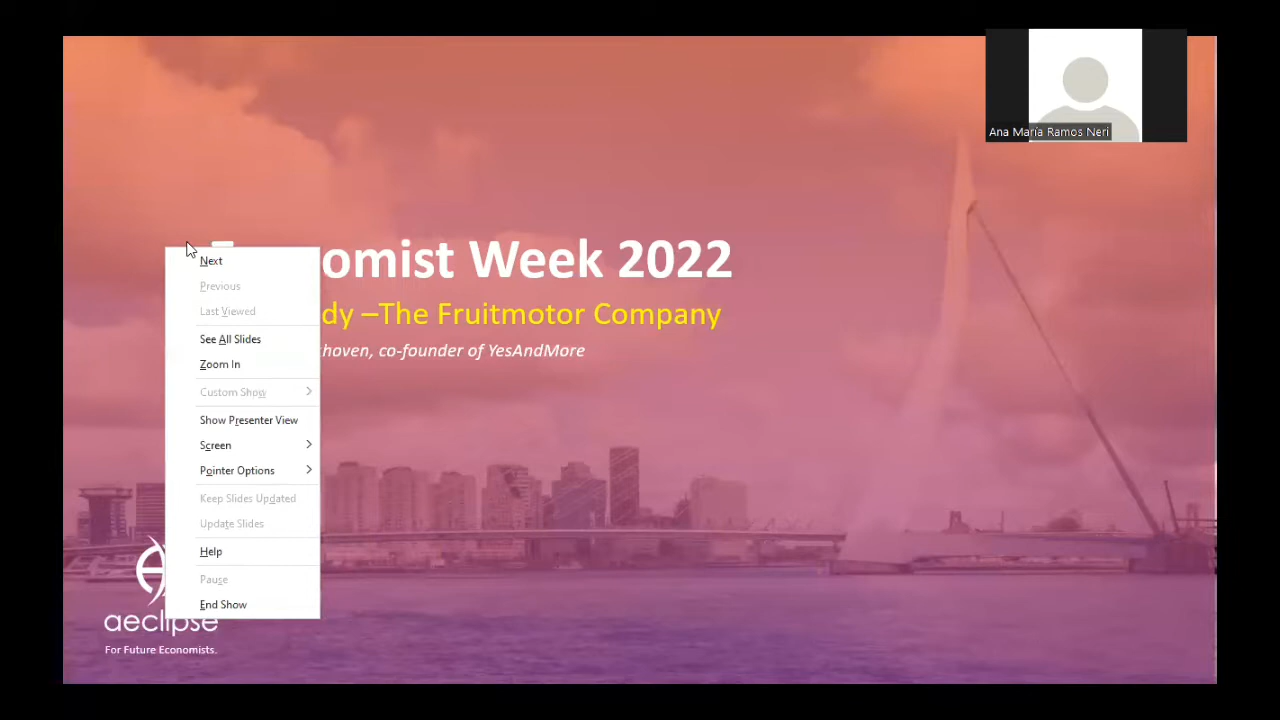 Ana María Ramos Neri
omist Week 2022
dy –The Fruitmotor Company
hoven, co-founder of YesAndMore
Next
Previous
Last Viewed
See All Slides
Zoom In
Custom Show
Show Presenter View
Screen
Pointer Options
Keep Slides Updated
Update Slides
Help
Pause
End Show
aeclipse
For Future Economists.